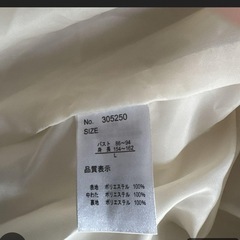 No. 305250
SIZE
バスト 86~94
身長 154~162
L
品質表示
表地 ポリエステル 100%
中わた ポリエステル 100%
裏地 ポリエステル 100%